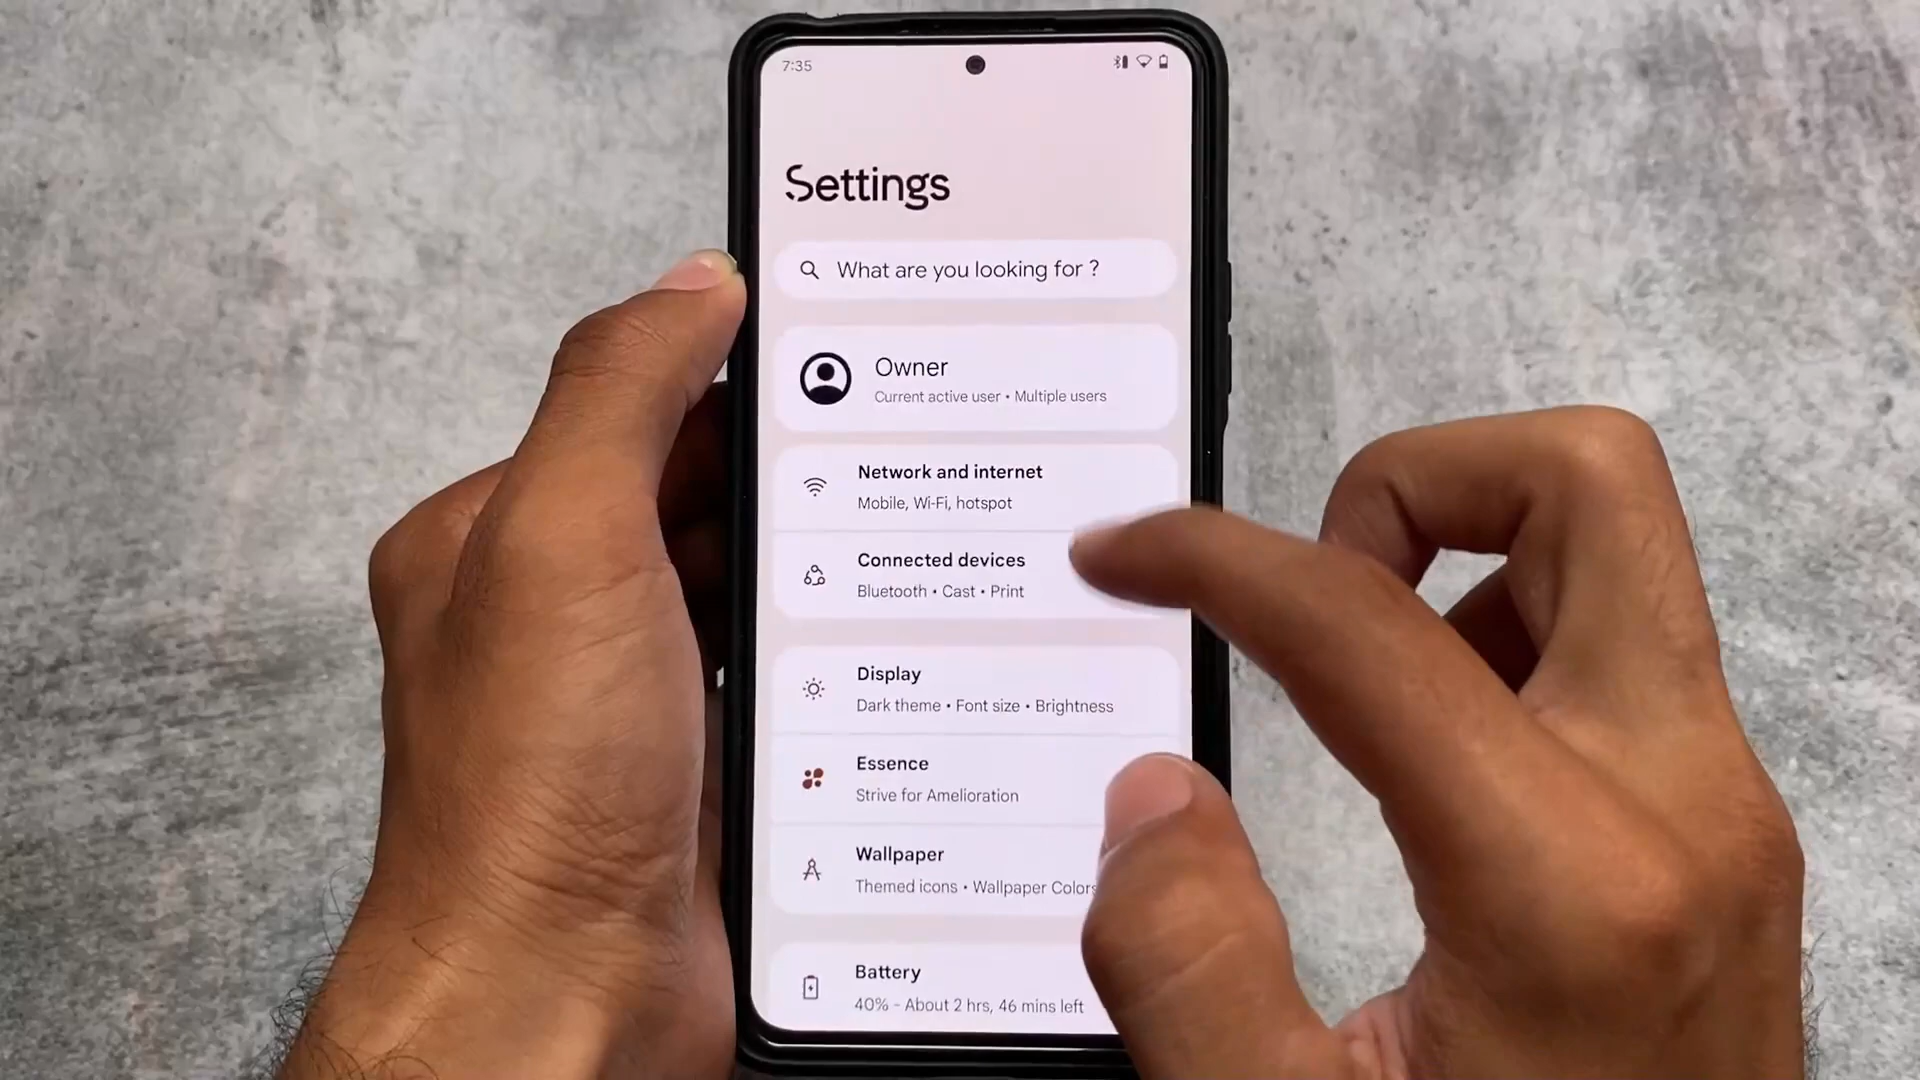 7:35
Settings
What are you looking for ?
Owner
Current active user • Multiple users
Network and internet
Mobile, Wi-Fi, hotspot
Connected devices
Bluetooth • Cast • Print
Display
Dark theme • Font size • Brightness
Essence
Strive for Amelioration
Wallpaper
Themed icons • Wallpaper Colors
Battery
40% - About 2 hrs, 46 mins left